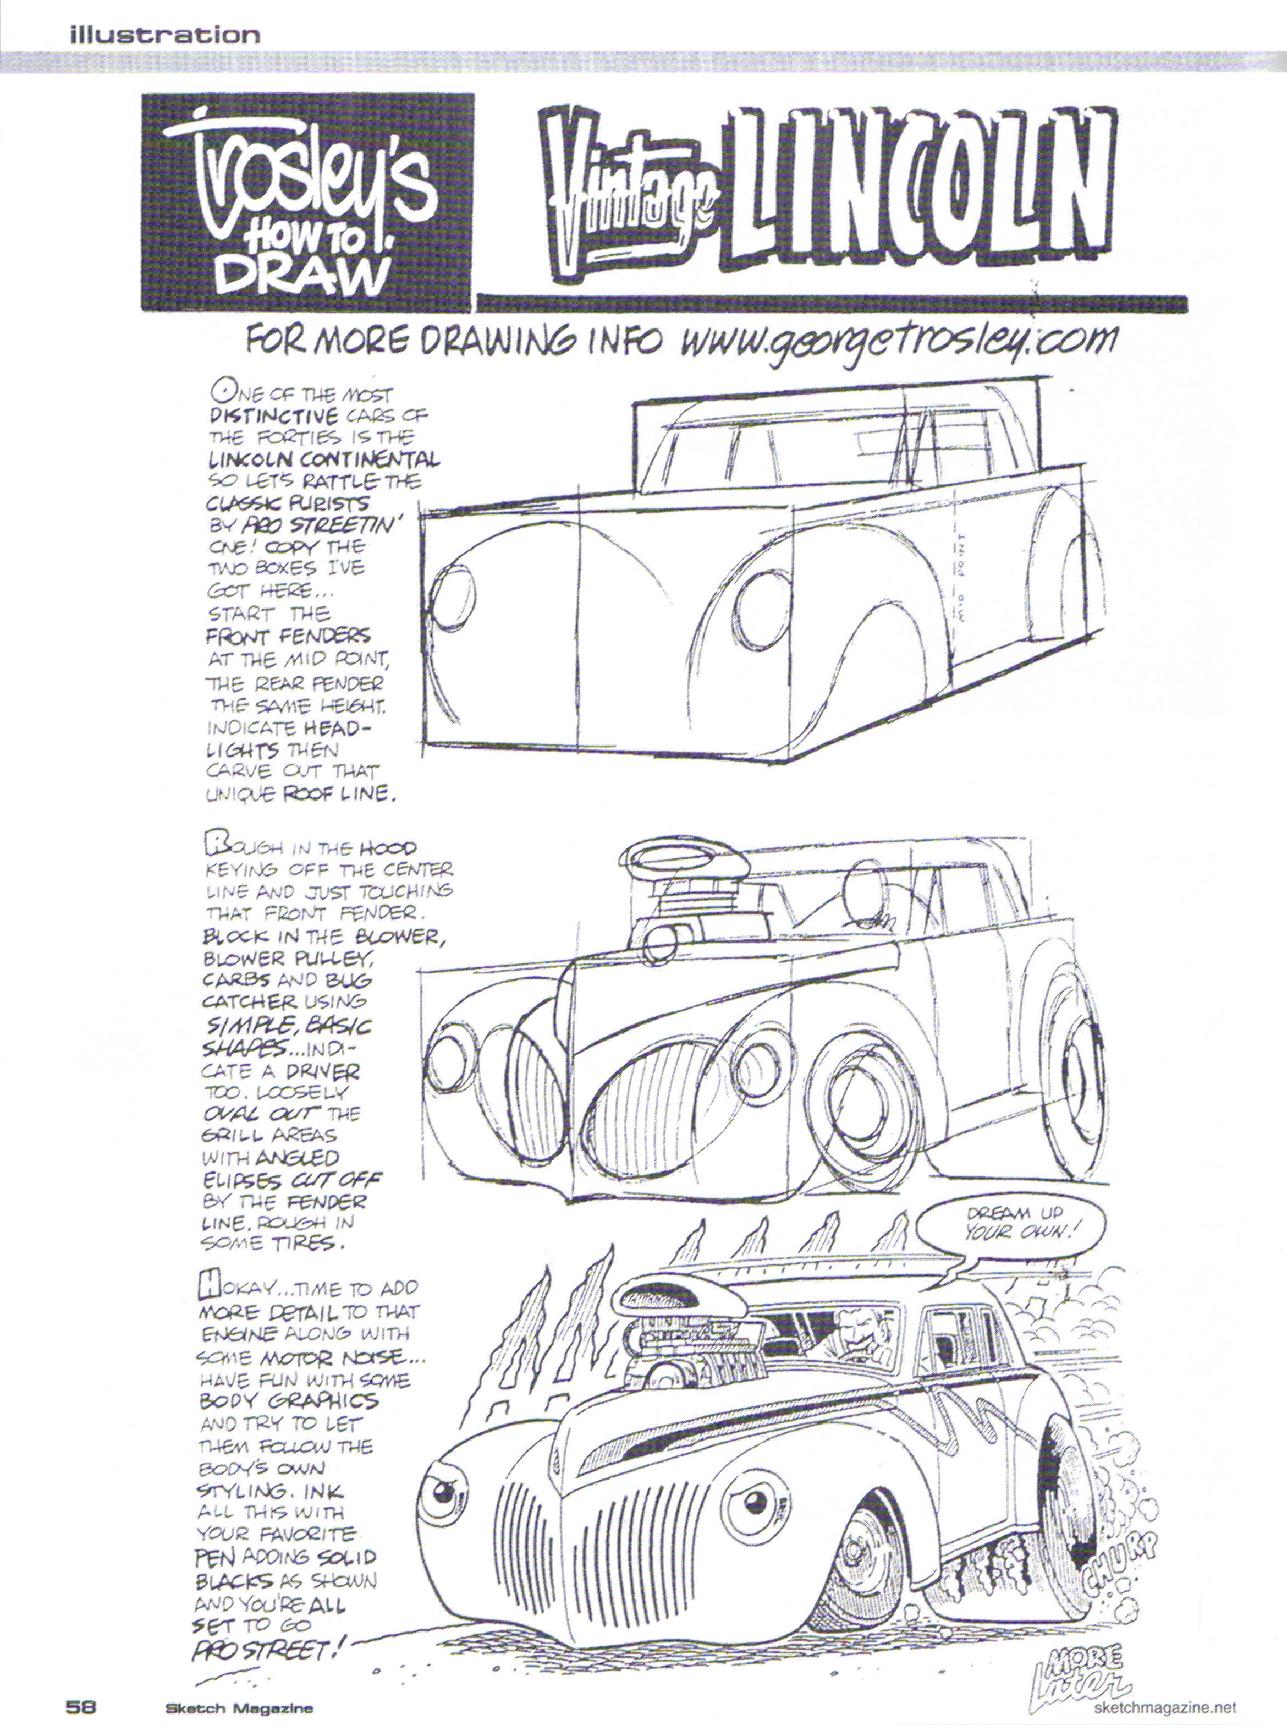 illustration
Trosley's
HOW TO
DRAW
Vintage LINCOLN
FOR MORE DRAWING INFO www.georgetrosley.com
ONE OF THE MOST
DISTINCTIVE CARS OF
THE FORTIES IS THE
LINCOLN CONTINENTAL
SO LET'S RATTLE THE
CLASSIC PURISTS
BY PRO STREETIN'
ONE! COPY THE
TWO BOXES I'VE
GOT HERE...
START THE
FRONT FENDERS
AT THE MID POINT,
THE REAR FENDER
THE SAME HEIGHT.
INDICATE HEAD-
LIGHTS THEN
CARVE OUT THAT
UNIQUE ROOF LINE.
MID POINT
ROUGH IN THE HOOD
KEYING OFF THE CENTER
LINE AND JUST TOUCHING
THAT FRONT FENDER.
BLOCK IN THE BLOWER,
BLOWER PULLEY,
CARBS AND BUG
CATCHER USING
SIMPLE, BASIC
SHAPES...INDI-
CATE A DRIVER
TOO. LOOSELY
OVAL OUT THE
GRILL AREAS
WITH ANGLED
ELIPSES CUT OFF
BY THE FENDER
LINE. ROUGH IN
SOME TIRES.
DREAM UP
YOUR OWN!
HOKAY...TIME TO ADD
MORE DETAIL TO THAT
ENGINE ALONG WITH
SOME MOTOR NOISE...
HAVE FUN WITH SOME
BODY GRAPHICS
AND TRY TO LET
THEM FOLLOW THE
BODY'S OWN
STYLING. INK
ALL THIS WITH
YOUR FAVORITE
PEN ADDING SOLID
BLACKS AS SHOWN
AND YOU'RE ALL
SET TO GO
PRO STREET!
CHURP
MORE
Later
58
Sketch Magazine
sketchmagazine.net